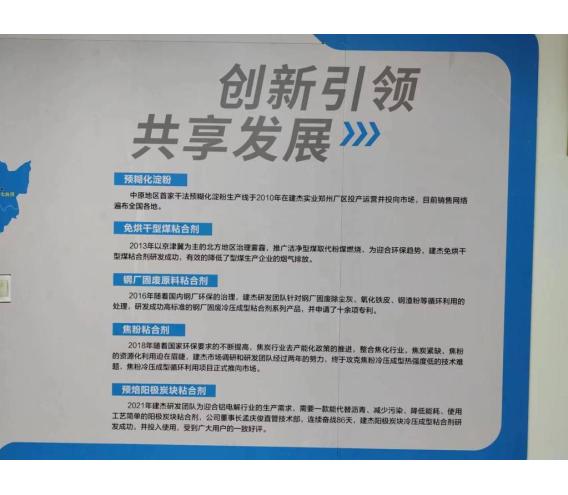 创新引领
共享发展
预糊化淀粉
中原地区首家干法预糊化淀粉生产线于2010年在建杰实业郑州厂区投产运营并投向市场，目前销售网络
遍布全国各地。
免烘干型煤粘合剂
2013年以京津冀为主的北方地区治理雾霾，推广洁净型煤取代粉煤燃烧，为迎合环保趋势，建杰免烘干
型煤粘合剂研发成功，有效的降低了型煤生产企业的烟气排放。
钢厂固废原料粘合剂
2016年随着国内钢厂环保的治理，建杰研发团队针对钢厂固废除尘灰、氧化铁皮、钢渣粉等循环利用的
处理，研发成功高标准的钢厂固废冷压成型粘合剂系列产品，并申请了十余项专利。
焦粉粘合剂
2018年随着国家环保要求的不断提高，焦炭行业去产能化政策的推进，整合焦化行业，焦炭紧缺、焦粉
的资源化利用迫在眉睫，建杰市场调研和研发团队经过两年的努力，终于攻克焦粉冷压成型热强度低的技术难
题，焦粉冷压成型循环利用项目正式推向市场。
预焙阳极炭块粘合剂
2021年建杰研发团队为迎合铝电解行业的生产需求，需要一款能代替沥青、减少污染、降低能耗、使用
工艺简单的阳极炭块粘合剂，公司董事长孟庆俊直管技术部，连续奋战86天，建杰阳极炭块冷压成型粘合剂研
发成功，并投入使用，受到广大用户的一致好评。